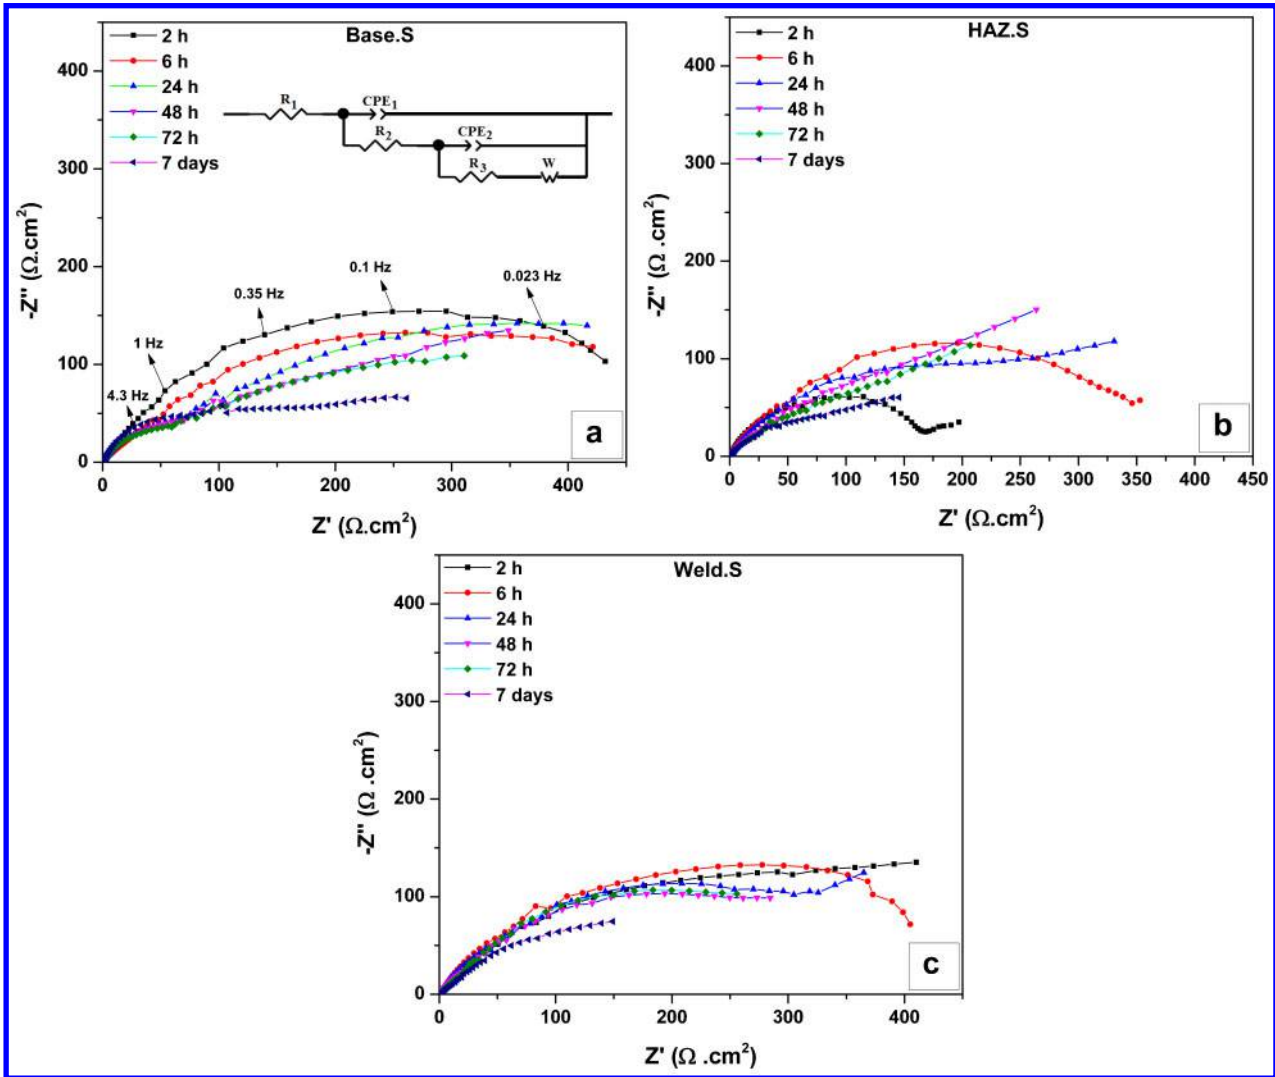 Base.S
2 h
6 h
24 h
48 h
72 h
7 days
R1
CPE1
R2
CPE2
R3
W
4.3 Hz
1 Hz
0.35 Hz
0.1 Hz
0.023 Hz
400
300
200
100
0
-Z'' (Ω.cm²)
0
100
200
300
400
Z' (Ω.cm²)
a
HAZ.S
2 h
6 h
24 h
48 h
72 h
7 days
400
300
200
100
0
-Z'' (Ω .cm²)
0
50
100
150
200
250
300
350
400
450
Z' (Ω.cm²)
b
Weld.S
2 h
6 h
24 h
48 h
72 h
7 days
400
300
200
100
0
-Z'' (Ω .cm²)
0
100
200
300
400
Z' (Ω .cm²)
c